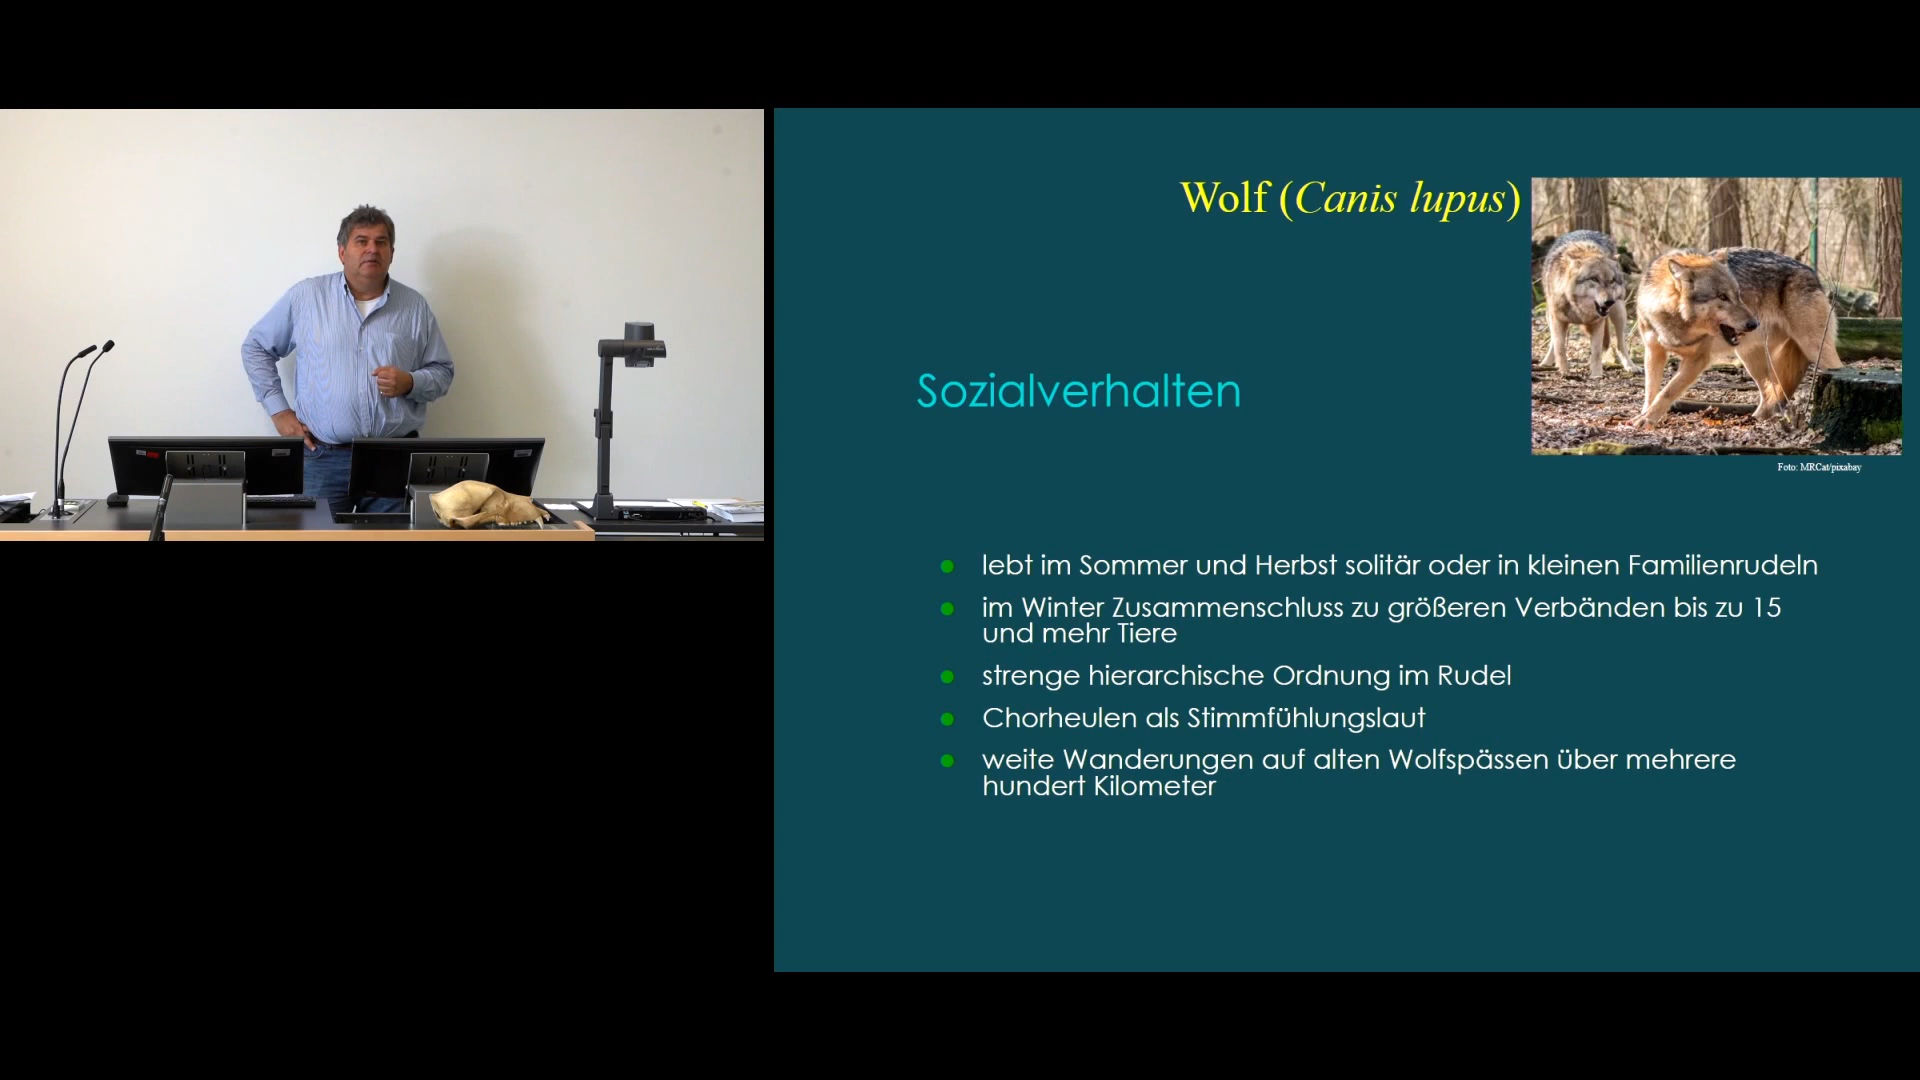 Wolf (Canis lupus)
Sozialverhalten
Foto: MRCat/pixabay
lebt im Sommer und Herbst solitär oder in kleinen Familienrudeln
im Winter Zusammenschluss zu größeren Verbänden bis zu 15
und mehr Tiere
strenge hierarchische Ordnung im Rudel
Chorheulen als Stimmfühlungslaut
weite Wanderungen auf alten Wolfspässen über mehrere
hundert Kilometer